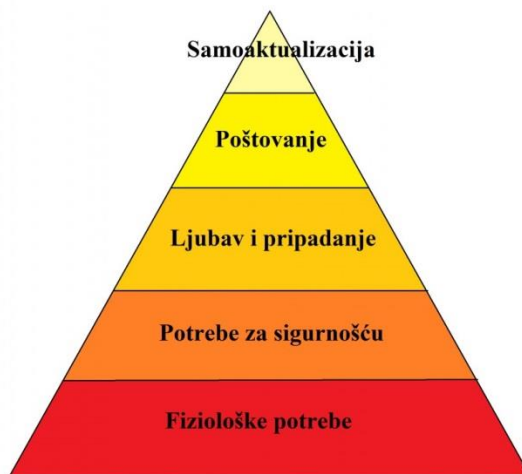 Samoaktualizacija
Poštovanje
Ljubav i pripadanje
Potrebe za sigurnošću
Fiziološke potrebe